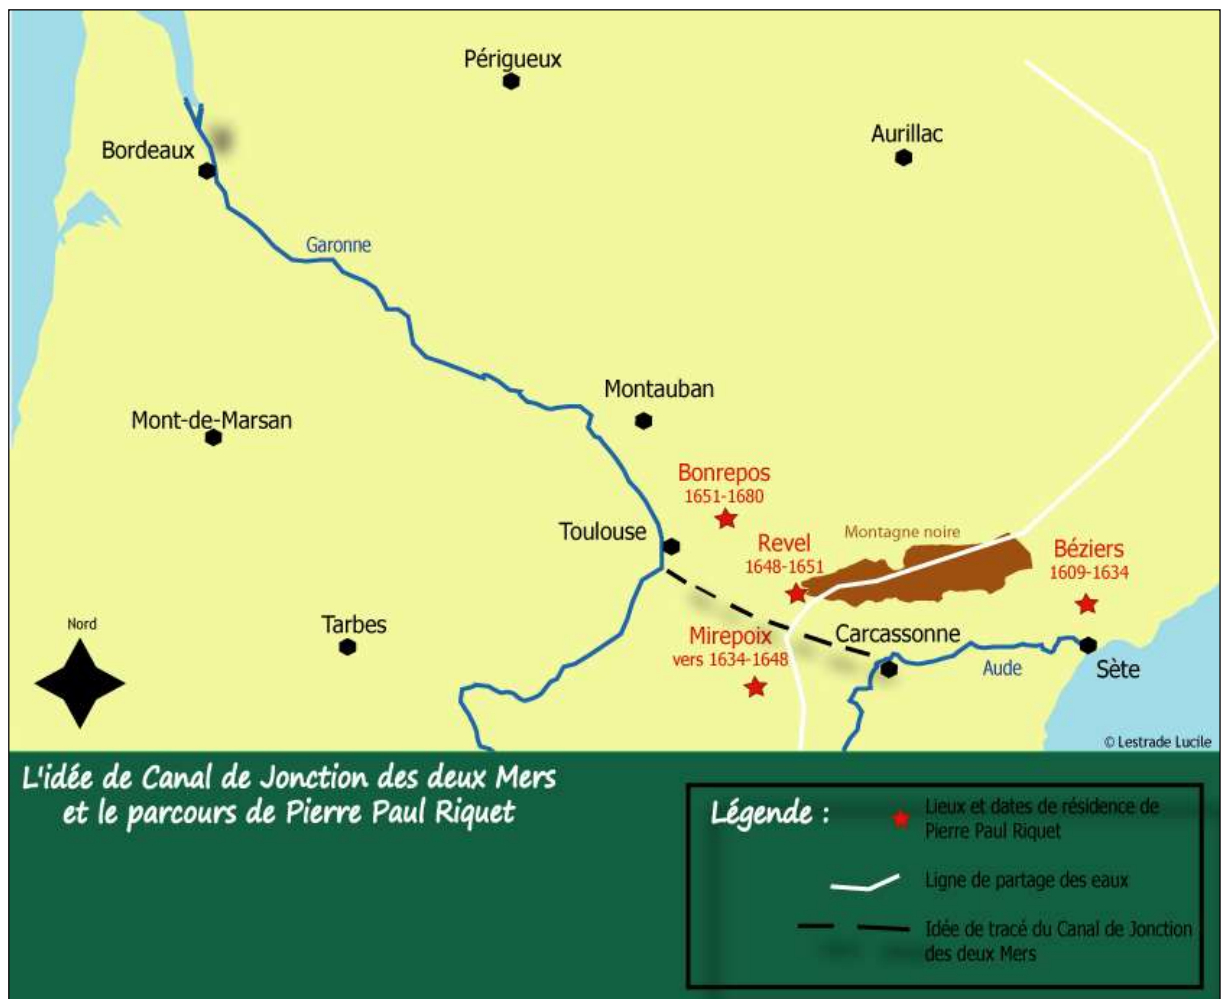 Périgueux
Aurillac
Bordeaux
Garonne
Montauban
Mont-de-Marsan
Bonrepos
1651-1680
Toulouse
Revel
1648-1651
Montagne noire
Béziers
1609-1634
Nord
Tarbes
Mirepoix
vers 1634-1648
Carcassonne
Aude
Sète
© Lestrade Lucile
L'idée de Canal de Jonction des deux Mers
et le parcours de Pierre Paul Riquet
Légende :
Lieux et dates de résidence de
Pierre Paul Riquet
Ligne de partage des eaux
Idée de tracé du Canal de Jonction
des deux Mers